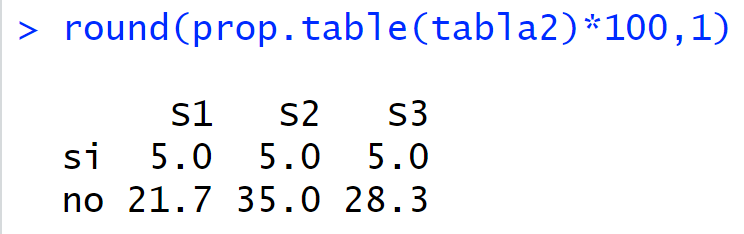 > round(prop.table(tabla2)*100,1)
S1 S2 S3
si 5.0 5.0 5.0
no 21.7 35.0 28.3